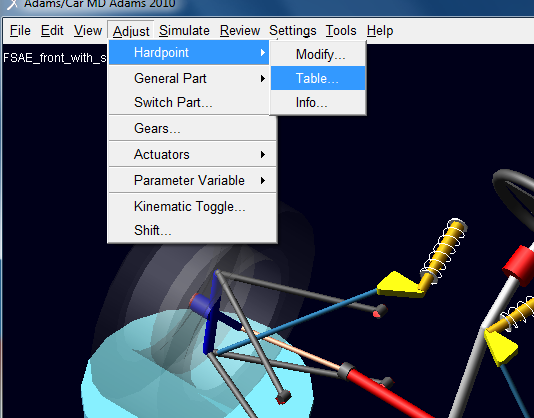 Adams/Car MD Adams 2010
File Edit View Adjust Simulate Review Settings Tools Help
FSAE_front_with_s
Hardpoint
Modify...
General Part
Table...
Switch Part...
Info...
Gears...
Actuators
Parameter Variable
Kinematic Toggle...
Shift...